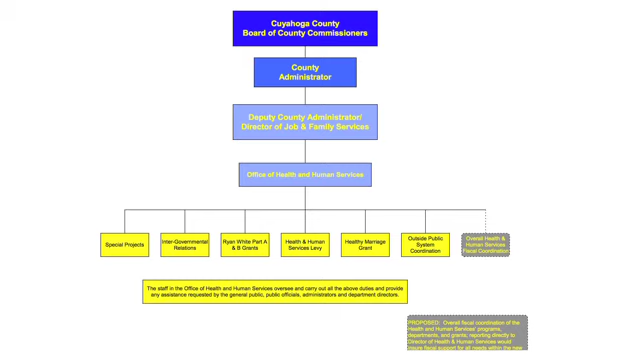 Cuyahoga County
Board of County Commissioners
County
Administrator
Deputy County Administrator/
Director of Job & Family Services
Office of Health and Human Services
Special Projects
Inter-Governmental
Relations
Ryan White Part A
& B Grants
Health & Human
Services Levy
Healthy Marriage
Grant
Outside Public
System
Coordination
Overall Health &
Human Services
Fiscal Coordination
The staff in the Office of Health and Human Services oversee and carry out all the above duties and provide
any assistance requested by the general public, public officials, administrators and department directors.
PROPOSED: Overall fiscal coordination of the
Health and Human Services' programs,
departments, and grants, reporting directly to
Director of Health & Human Services would
insure fiscal support for all needs within the new